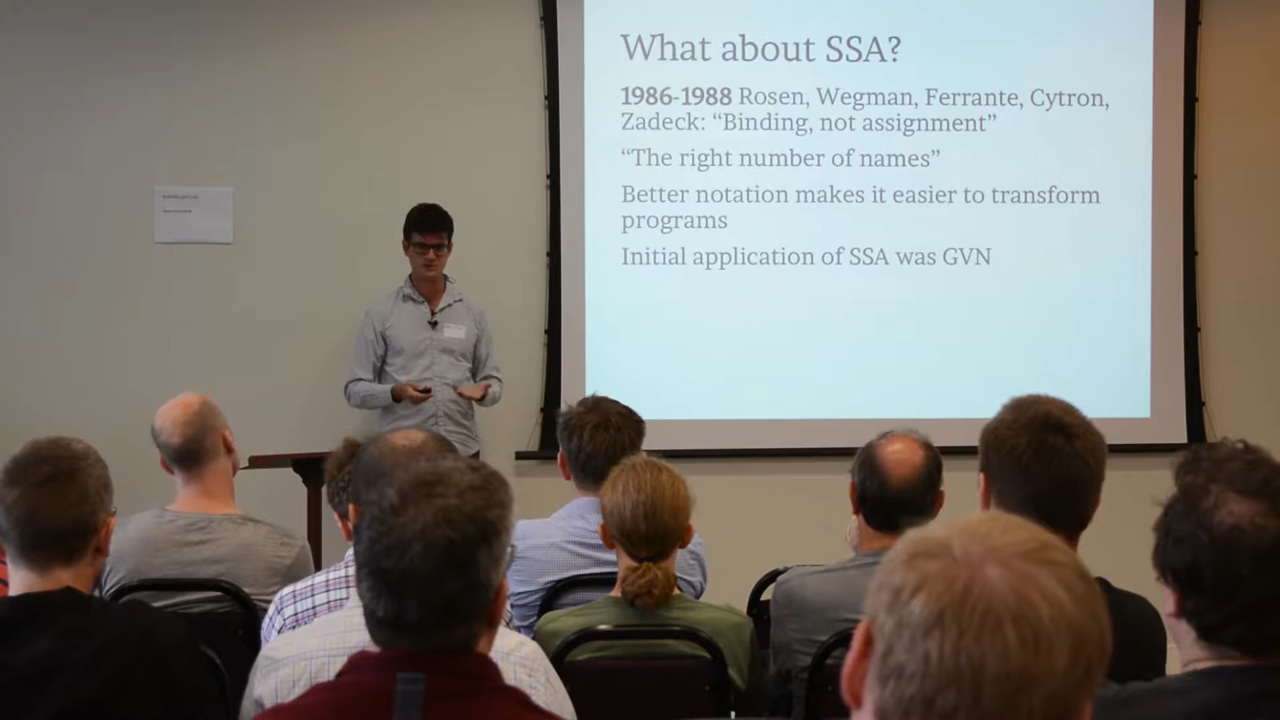 What about SSA?
1986-1988 Rosen, Wegman, Ferrante, Cytron,
Zadeck: “Binding, not assignment”
“The right number of names”
Better notation makes it easier to transform
programs
Initial application of SSA was GVN